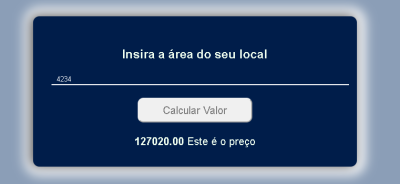 Insira a área do seu local
4234
Calcular Valor
127020.00 Este é o preço